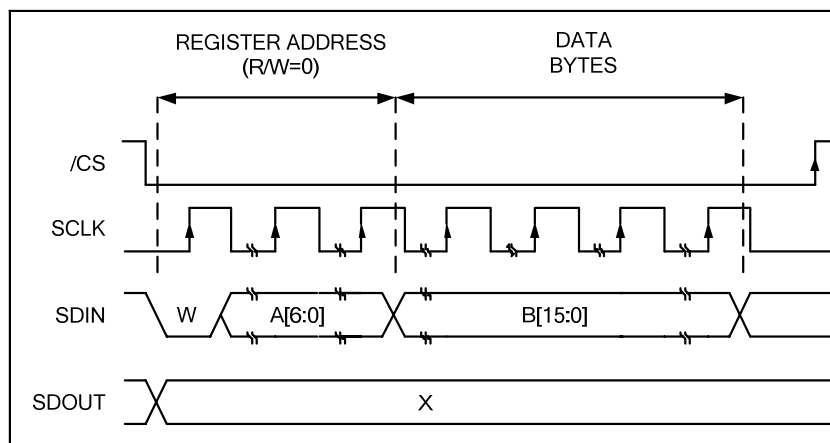 REGISTER ADDRESS
(R/W=0)
DATA
BYTES
/CS
SCLK
SDIN
W
A[6:0]
B[15:0]
SDOUT
X